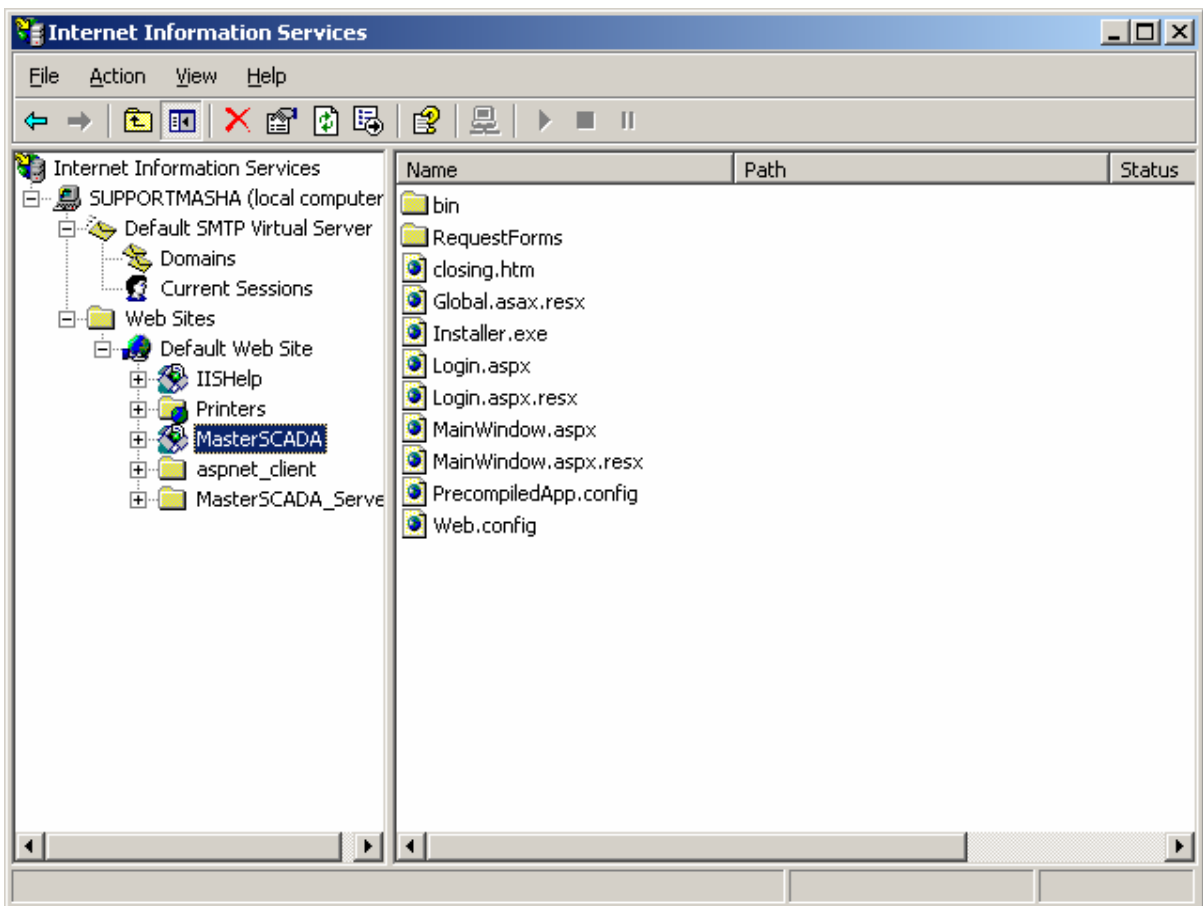 Internet Information Services
File Action View Help
Internet Information Services
SUPPORTMASHA (local computer
Default SMTP Virtual Server
Domains
Current Sessions
Web Sites
Default Web Site
IISHelp
Printers
MasterSCADA
aspnet_client
MasterSCADA_Serve
Name Path Status
bin
RequestForms
closing.htm
Global.asax.resx
Installer.exe
Login.aspx
Login.aspx.resx
MainWindow.aspx
MainWindow.aspx.resx
PrecompiledApp.config
Web.config